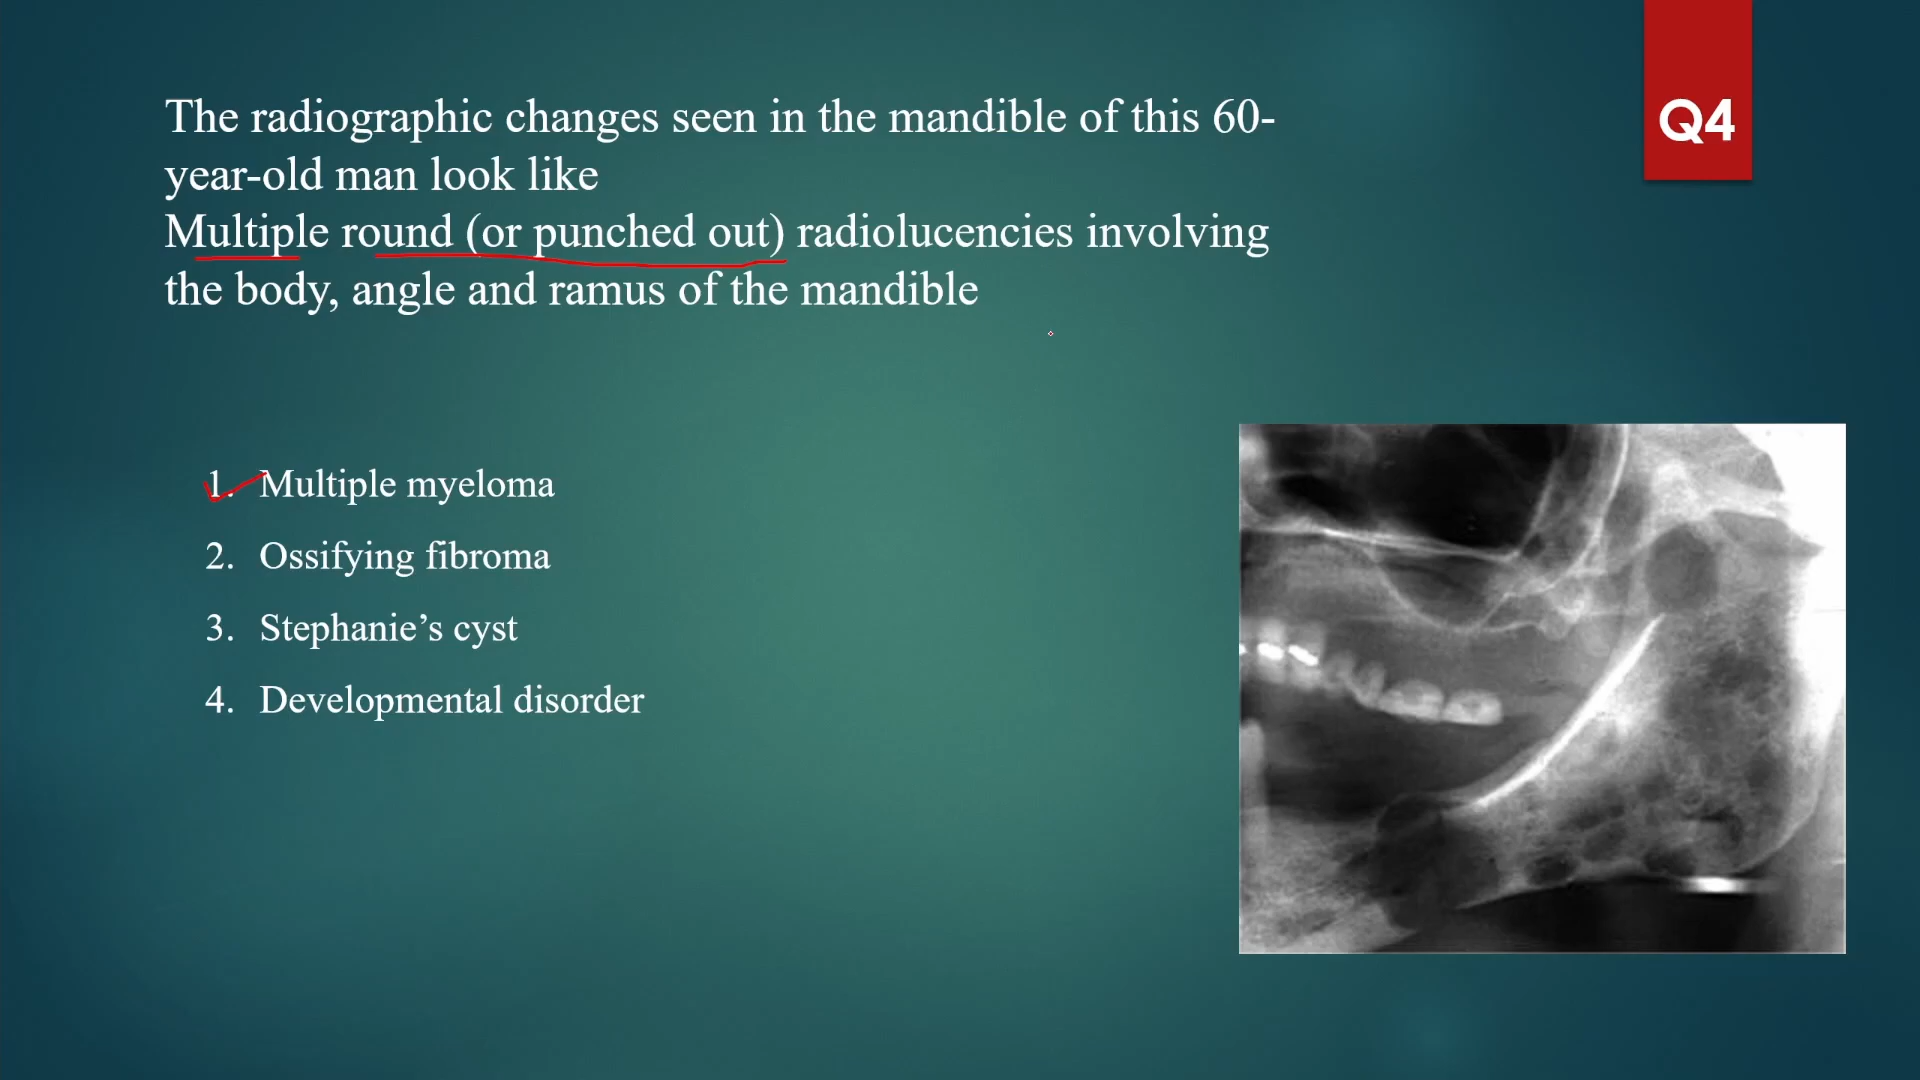 Q4
The radiographic changes seen in the mandible of this 60-
year-old man look like
Multiple round (or punched out) radiolucencies involving
the body, angle and ramus of the mandible
1. Multiple myeloma
2. Ossifying fibroma
3. Stephanie’s cyst
4. Developmental disorder